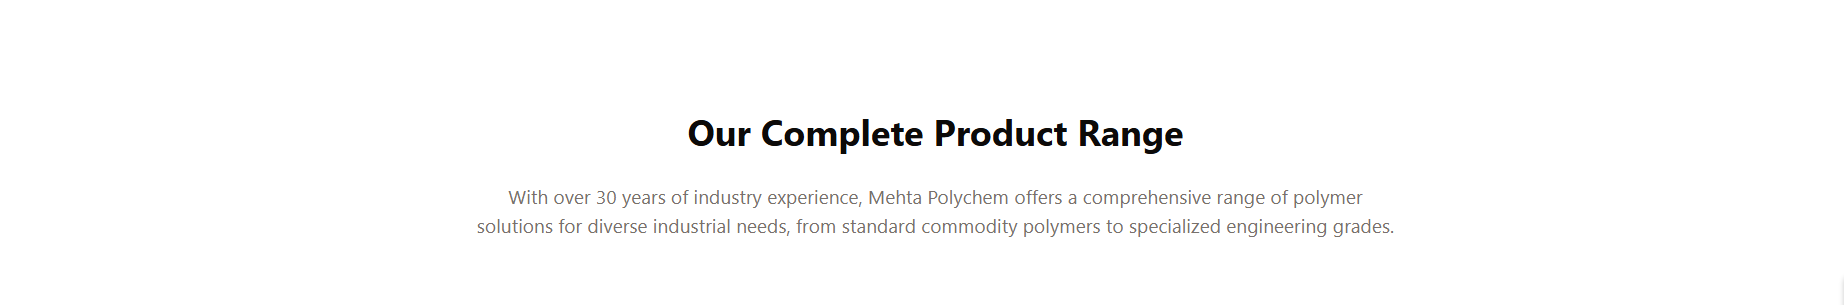 Our Complete Product Range
With over 30 years of industry experience, Mehta Polychem offers a comprehensive range of polymer
solutions for diverse industrial needs, from standard commodity polymers to specialized engineering grades.